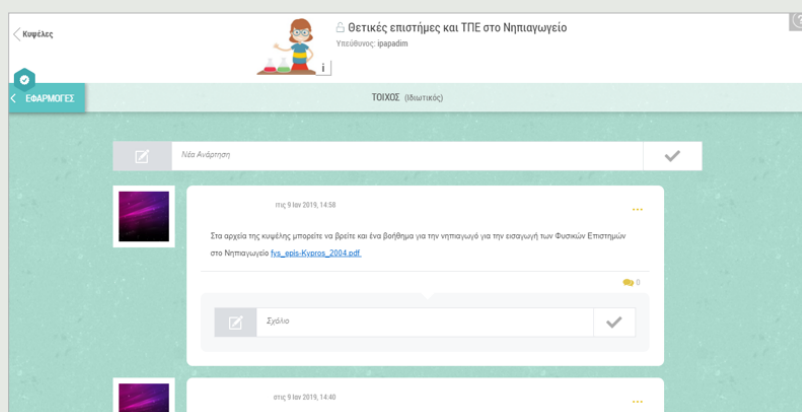 Κυψέλες
Θετικές επιστήμες και ΤΠΕ στο Νηπιαγωγείο
Υπεύθυνος: ipapadim
i
ΕΦΑΡΜΟΓΕΣ
ΤΟΙΧΟΣ (Ιδιωτικός)
Νέα Ανάρτηση
στις 9 Ιαν 2019, 14:58
Στα αρχεία της κυψέλης μπορείτε να βρείτε και ένα βοήθημα για την νηπιαγωγό για την εισαγωγή των Φυσικών Επιστημών
στο Νηπιαγωγείο fys_epis-Kypros_2004.pdf
0
Σχόλιο
στις 9 Ιαν 2019, 14:40